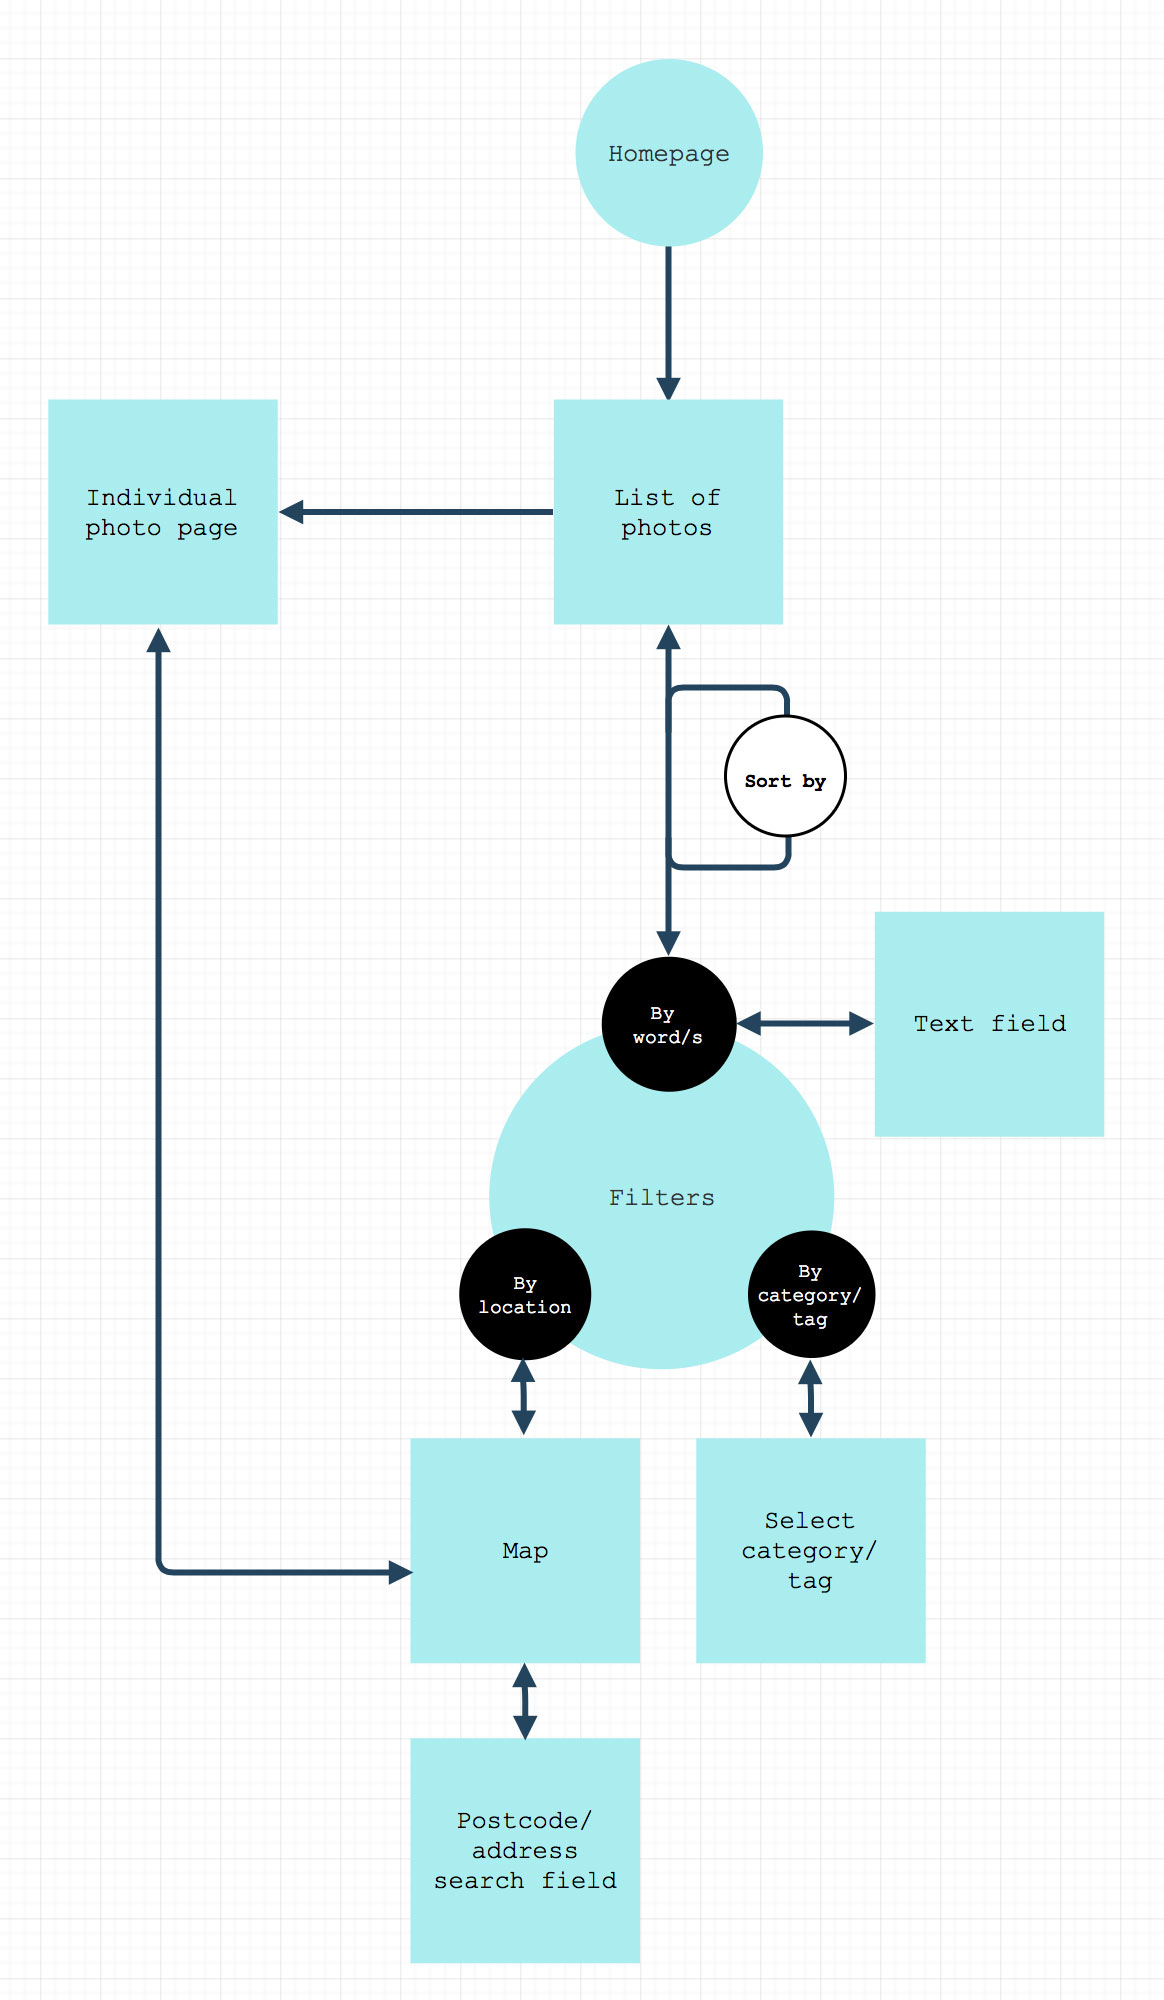 Homepage
Individual
photo page
List of
photos
Sort by
By
word/s
Text field
Filters
By
location
By
category/
tag
Map
Select
category/
tag
Postcode/
address
search field